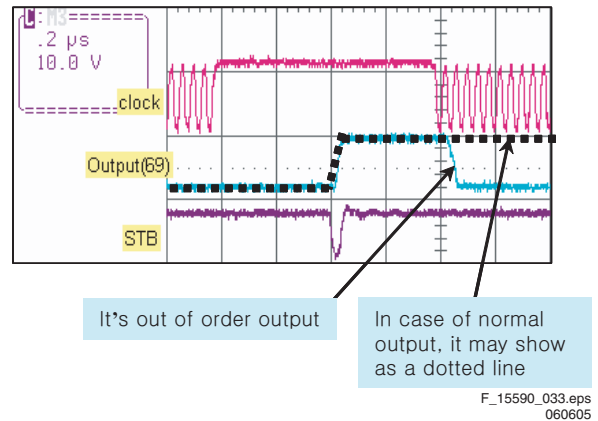 .2 µs
10.0 V
clock
Output(69)
STB
It's out of order output
In case of normal
output, it may show
as a dotted line
F_15590_033.eps
060605